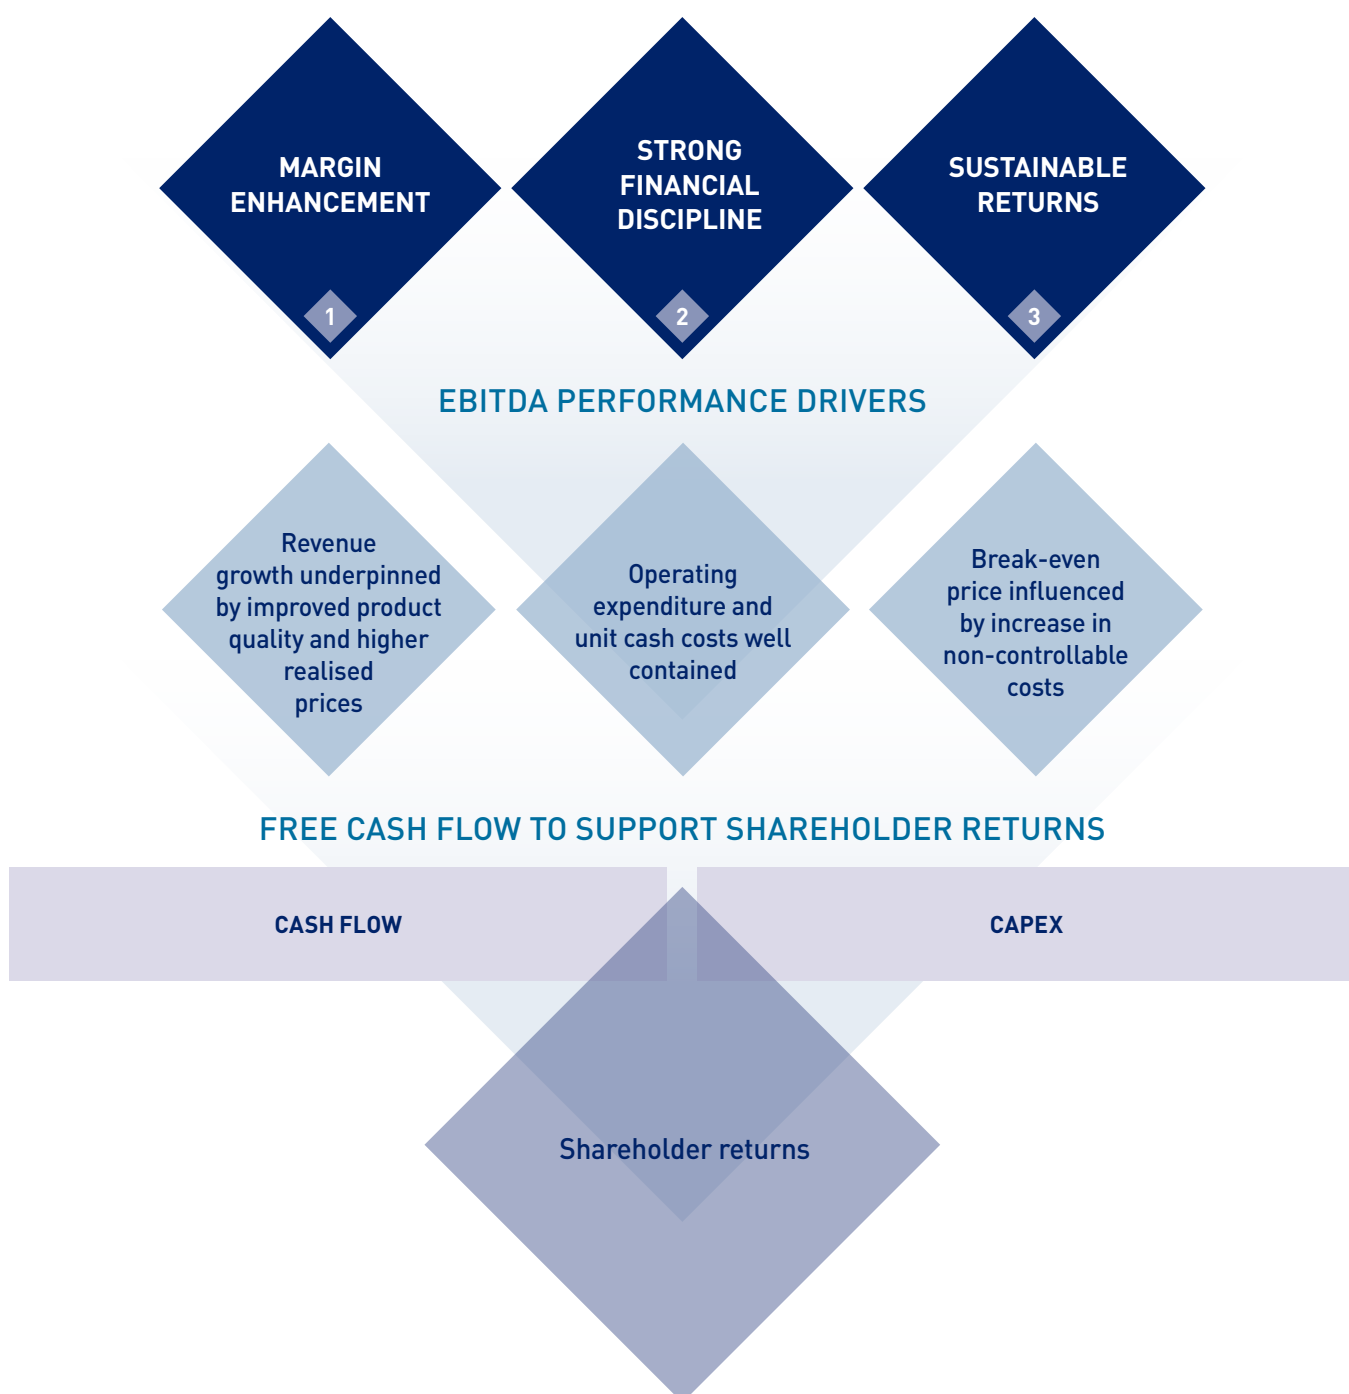 MARGIN
ENHANCEMENT
1
STRONG
FINANCIAL
DISCIPLINE
2
SUSTAINABLE
RETURNS
3
EBITDA PERFORMANCE DRIVERS
Revenue
growth underpinned
by improved product
quality and higher
realised
prices
Operating
expenditure and
unit cash costs well
contained
Break-even
price influenced
by increase in
non-controllable
costs
FREE CASH FLOW TO SUPPORT SHAREHOLDER RETURNS
CASH FLOW
CAPEX
Shareholder returns